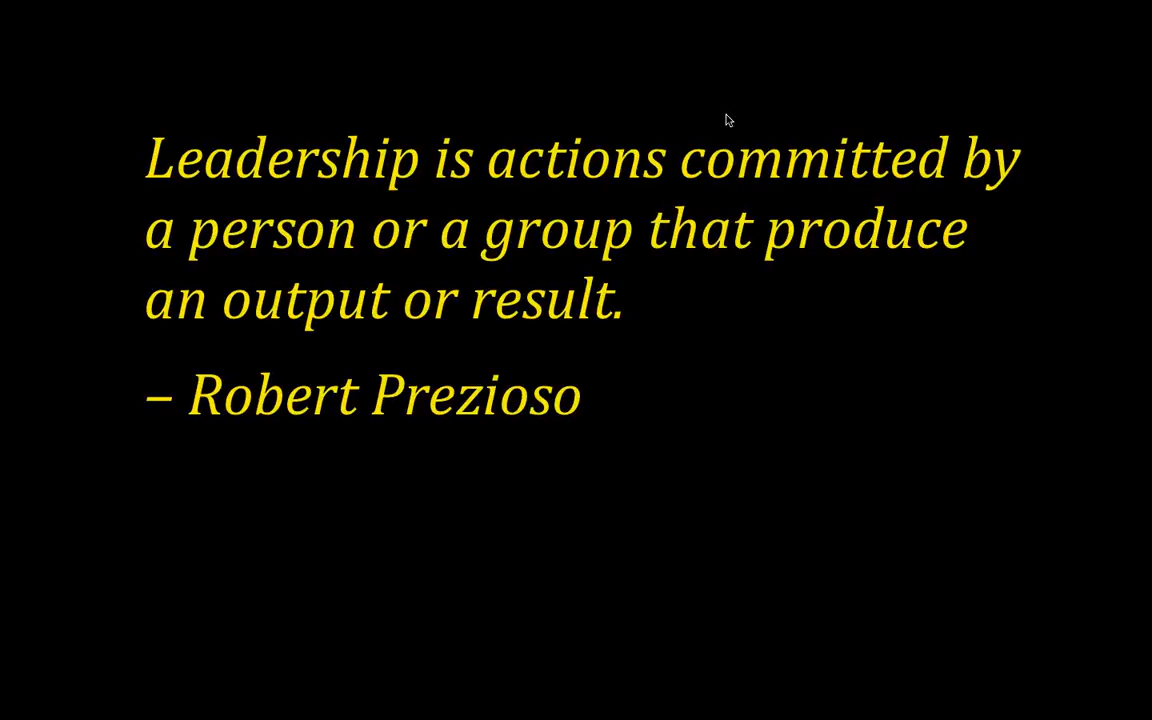 Leadership is actions committed by
a person or a group that produce
an output or result.
– Robert Prezioso